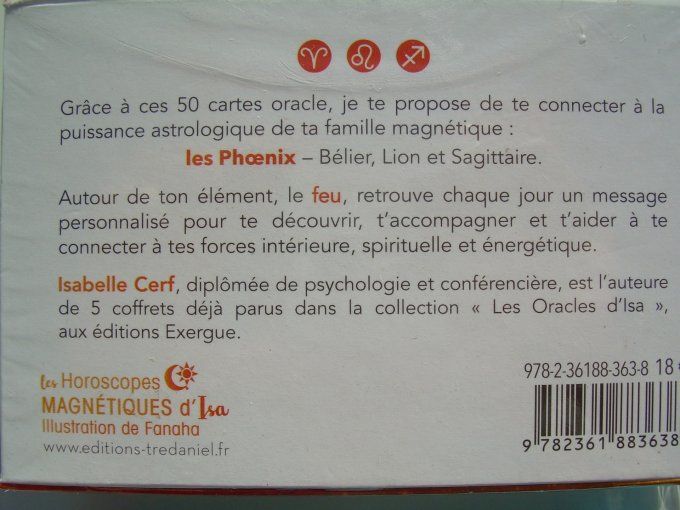 Grâce à ces 50 cartes oracle, je te propose de te connecter à la
puissance astrologique de ta famille magnétique :
les Phœnix – Bélier, Lion et Sagittaire.
Autour de ton élément, le feu, retrouve chaque jour un message
personnalisé pour te découvrir, t'accompagner et t'aider à te
connecter à tes forces intérieure, spirituelle et énergétique.
Isabelle Cerf, diplômée de psychologie et conférencière, est l'auteure
de 5 coffrets déjà parus dans la collection « Les Oracles d'Isa »,
aux éditions Exergue.
les Horoscopes
MAGNÉTIQUES d'Isa
Illustration de Fanaha
www.editions-tredaniel.fr
978-2-36188-363-8 18
9 782361 883638